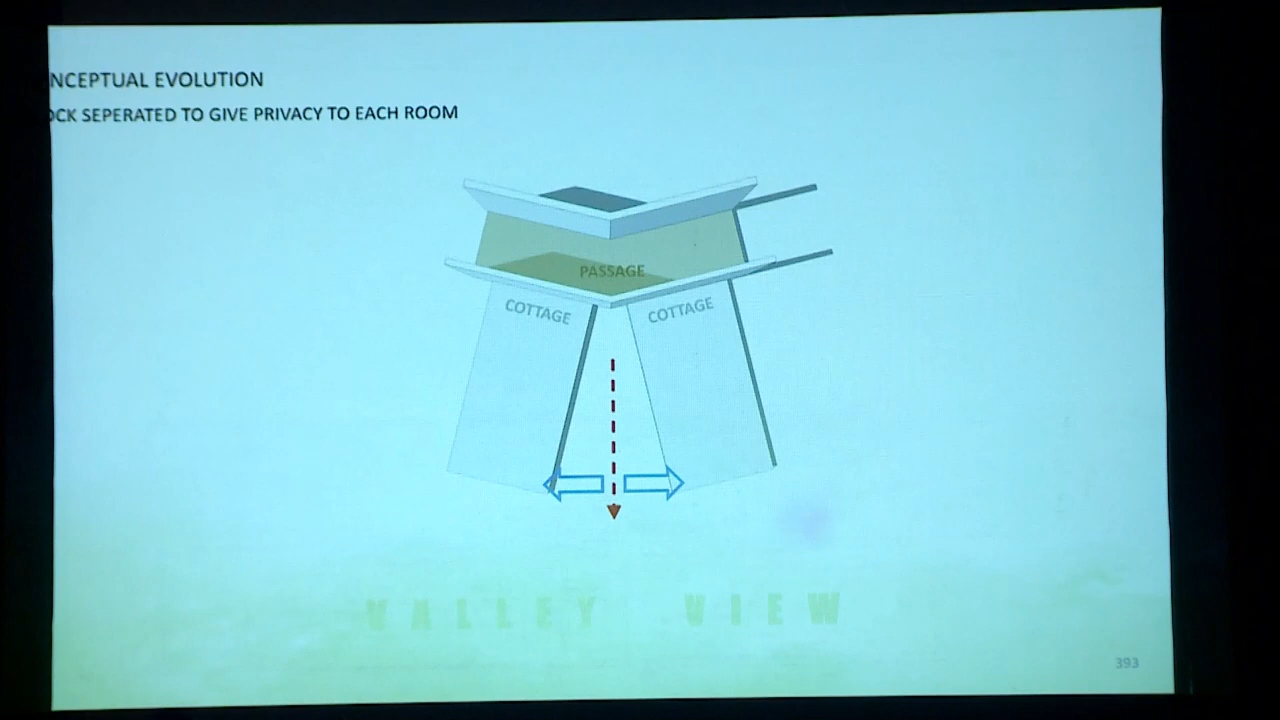 NCEPTUAL EVOLUTION
OCK SEPERATED TO GIVE PRIVACY TO EACH ROOM
PASSAGE
COTTAGE
COTTAGE
VALLEY VIEW
393